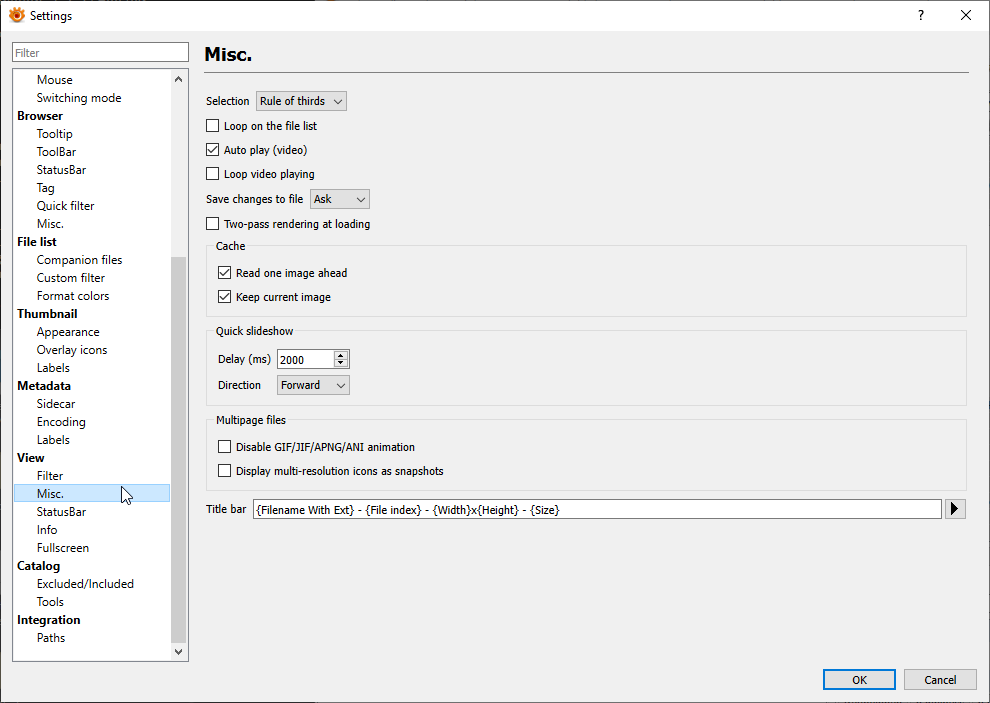 Settings
Filter
Mouse
Switching mode
Browser
Tooltip
ToolBar
StatusBar
Tag
Quick filter
Misc.
File list
Companion files
Custom filter
Format colors
Thumbnail
Appearance
Overlay icons
Labels
Metadata
Sidecar
Encoding
Labels
View
Filter
Misc.
StatusBar
Info
Fullscreen
Catalog
Excluded/Included
Tools
Integration
Paths
Misc.
Selection Rule of thirds
Loop on the file list
Auto play (video)
Loop video playing
Save changes to file Ask
Two-pass rendering at loading
Cache
Read one image ahead
Keep current image
Quick slideshow
Delay (ms) 2000
Direction Forward
Multipage files
Disable GIF/JIF/APNG/ANI animation
Display multi-resolution icons as snapshots
Title bar {Filename With Ext} - {File index} - {Width}x{Height} - {Size}
OK Cancel